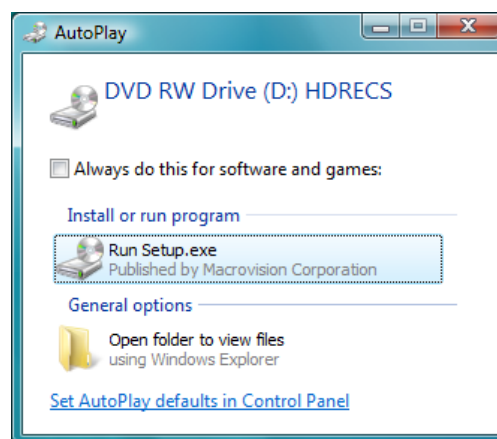 AutoPlay
DVD RW Drive (D:) HDRECS
Always do this for software and games:
Install or run program
Run Setup.exe
Published by Macrovision Corporation
General options
Open folder to view files
using Windows Explorer
Set AutoPlay defaults in Control Panel